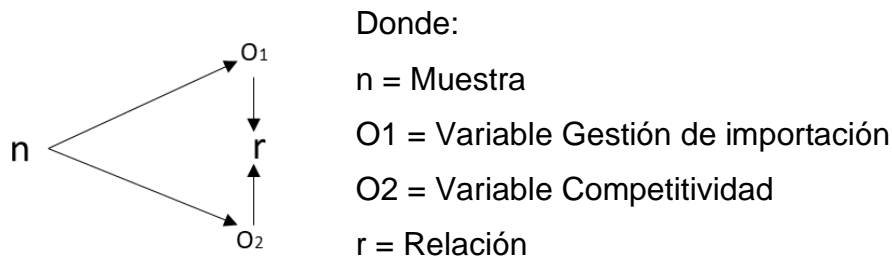 O1
n
r
O2
Donde:
n = Muestra
O1 = Variable Gestión de importación
O2 = Variable Competitividad
r = Relación